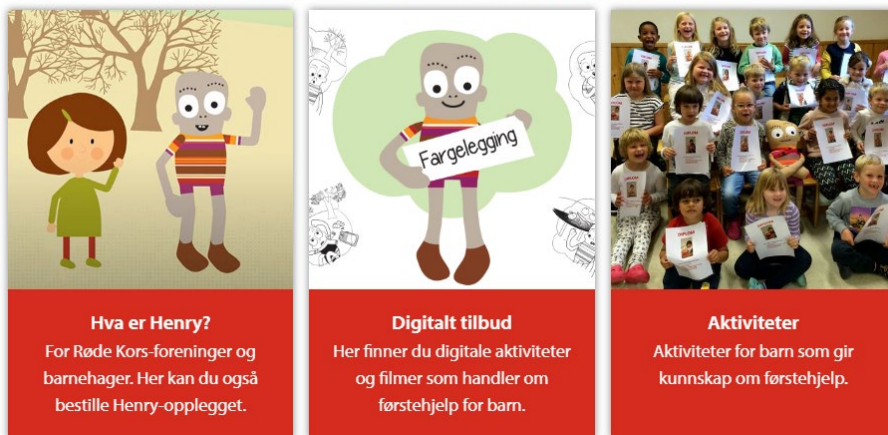 Fargelegging
Hva er Henry?
For Røde Kors-foreninger og
barnehager. Her kan du også
bestille Henry-opplegget.
Digitalt tilbud
Her finner du digitale aktiviteter
og filmer som handler om
førstehjelp for barn.
Aktiviteter
Aktiviteter for barn som gir
kunnskap om førstehjelp.